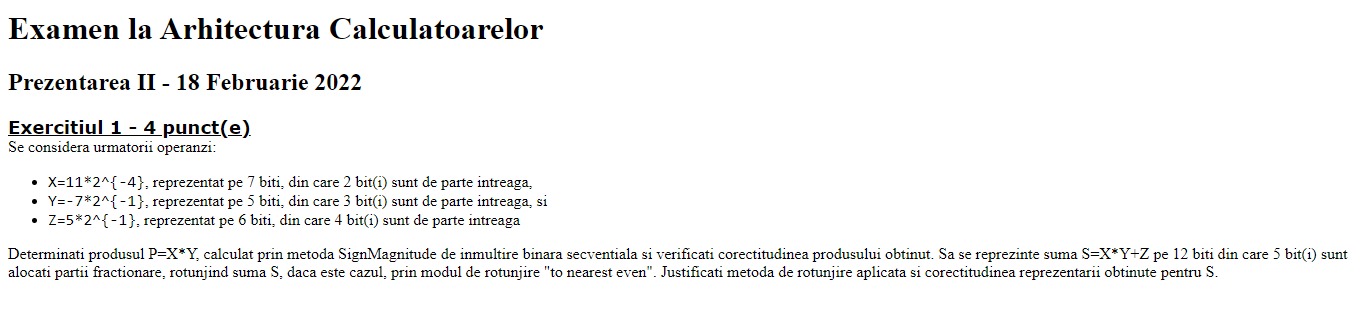 Examen la Arhitectura Calculatoarelor
Prezentarea II - 18 Februarie 2022
Exercitiul 1 - 4 punct(e)
Se considera urmatorii operanzi:
• X=11*2^{-4}, reprezentat pe 7 biti, din care 2 bit(i) sunt de parte intreaga,
• Y=-7*2^{-1}, reprezentat pe 5 biti, din care 3 bit(i) sunt de parte intreaga, si
• Z=5*2^{-1}, reprezentat pe 6 biti, din care 4 bit(i) sunt de parte intreaga
Determinati produsul P=X*Y, calculat prin metoda SignMagnitude de inmultire binara secventiala si verificati corectitudinea produsului obtinut. Sa se reprezinte suma S=X*Y+Z pe 12 biti din care 5 bit(i) sunt
alocati partii fractionare, rotunjind suma S, daca este cazul, prin modul de rotunjire "to nearest even". Justificati metoda de rotunjire aplicata si corectitudinea reprezentarii obtinute pentru S.